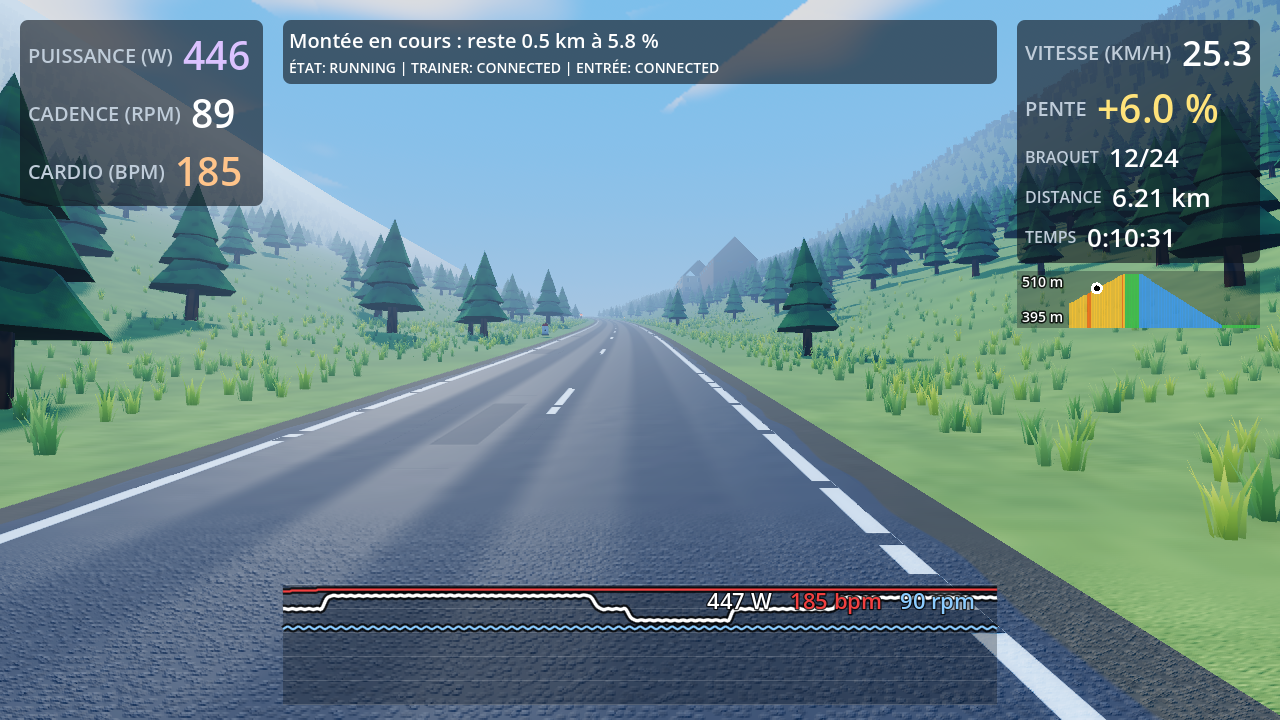 PUISSANCE (W) 446
CADENCE (RPM) 89
CARDIO (BPM) 185
Montée en cours : reste 0.5 km à 5.8 %
ÉTAT: RUNNING | TRAINER: CONNECTED | ENTRÉE: CONNECTED
VITESSE (KM/H) 25.3
PENTE +6.0 %
BRAQUET 12/24
DISTANCE 6.21 km
TEMPS 0:10:31
510 m
395 m
447 W 185 bpm 90 rpm